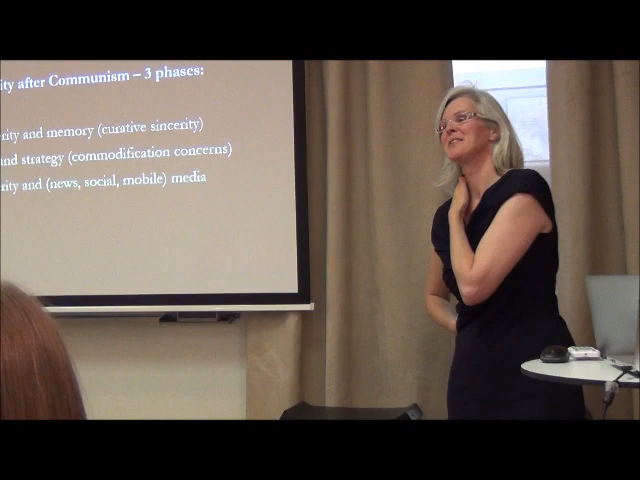 ity after Communism – 3 phases:
rity and memory (curative sincerity)
and strategy (commodification concerns)
rity and (news, social, mobile) media